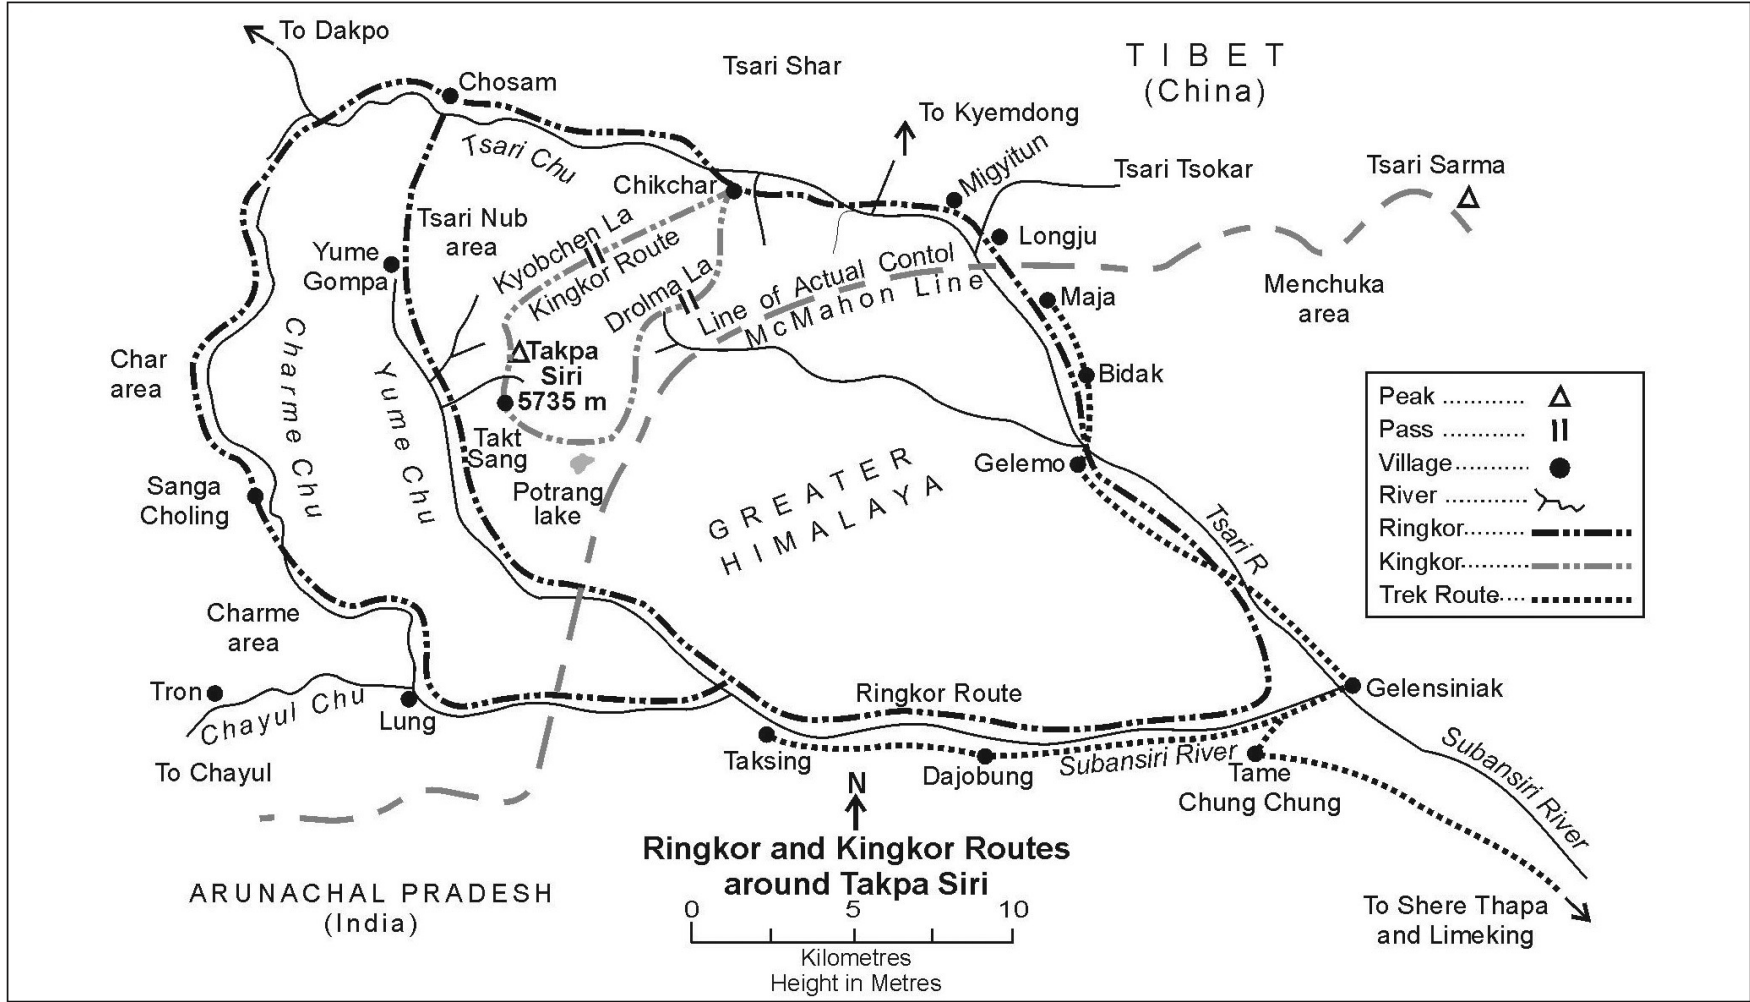 To Dakpo
Tsari Shar
TIBET
(China)
Chosam
To Kyemdong
Tsari Chu
Migyitun
Tsari Tsokar
Tsari Sarma
Chikchar
Tsari Nub
area
Kyobchen La
Kingkor Route
Drolma La
Longju
Yume
Gompa
Line of Actual Contol
McMahon Line
Menchuka
area
Maja
Char
area
Charme Chu
Yume Chu
Takpa
Siri
5735 m
Bidak
Takt
Sang
Potrang
lake
GREATER
HIMALAYA
Gelemo
Sanga
Choling
Tsari R
Peak ............
Pass ............
Village..........
River ............
Ringkor..........
Kingkor..........
Trek Route....
Charme
area
Tron
Chayul Chu
Lung
To Chayul
Ringkor Route
Gelensiniak
Taksing
Dajobung
Subansiri River
Tame
Chung Chung
Subansiri River
N
Ringkor and Kingkor Routes
around Takpa Siri
0 5 10
Kilometres
Height in Metres
ARUNACHAL PRADESH
(India)
To Shere Thapa
and Limeking